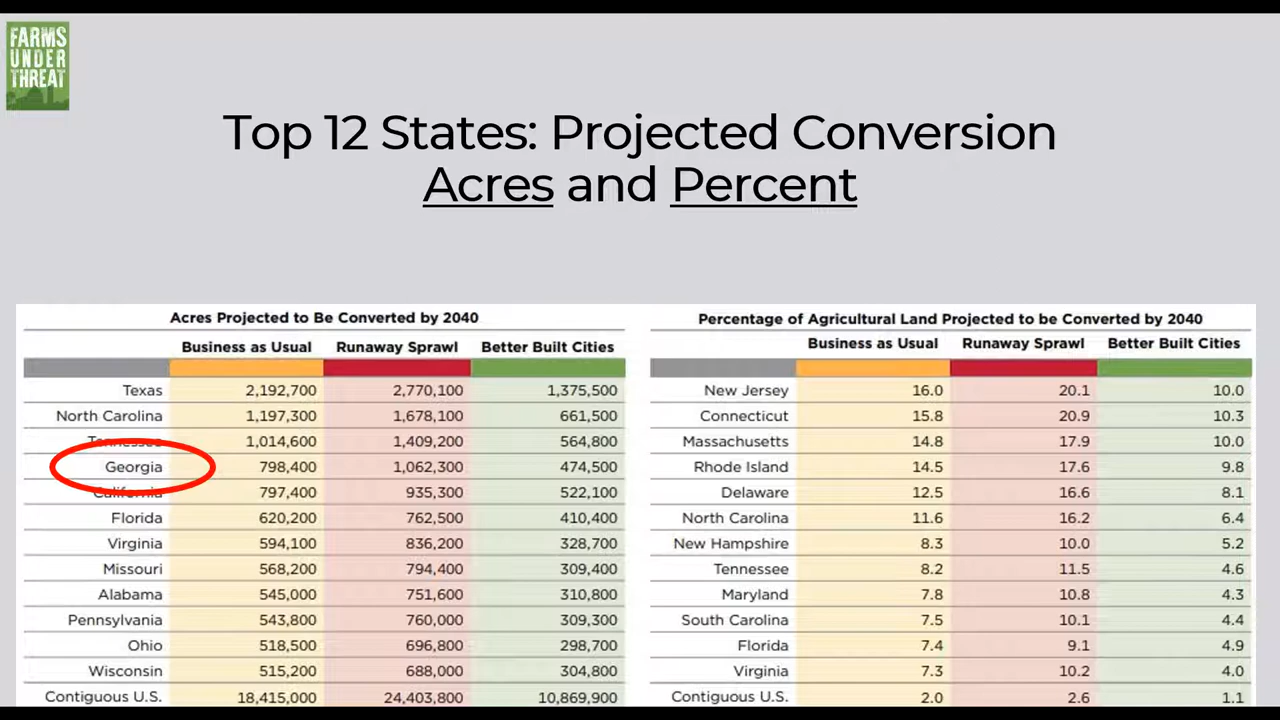 FARMS
UNDER
THREAT
Top 12 States: Projected Conversion
Acres and Percent
Acres Projected to Be Converted by 2040
Business as Usual Runaway Sprawl Better Built Cities
Texas 2,192,700 2,770,100 1,375,500
North Carolina 1,197,300 1,678,100 661,500
Tennessee 1,014,600 1,409,200 564,800
Georgia 798,400 1,062,300 474,500
California 797,400 935,300 522,100
Florida 620,200 762,500 410,400
Virginia 594,100 836,200 328,700
Missouri 568,200 794,400 309,400
Alabama 545,000 751,600 310,800
Pennsylvania 543,800 760,000 309,300
Ohio 518,500 696,800 298,700
Wisconsin 515,200 688,000 304,800
Contiguous U.S. 18,415,000 24,403,800 10,869,900
Percentage of Agricultural Land Projected to be Converted by 2040
Business as Usual Runaway Sprawl Better Built Cities
New Jersey 16.0 20.1 10.0
Connecticut 15.8 20.9 10.3
Massachusetts 14.8 17.9 10.0
Rhode Island 14.5 17.6 9.8
Delaware 12.5 16.6 8.1
North Carolina 11.6 16.2 6.4
New Hampshire 8.3 10.0 5.2
Tennessee 8.2 11.5 4.6
Maryland 7.8 10.8 4.3
South Carolina 7.5 10.1 4.4
Florida 7.4 9.1 4.9
Virginia 7.3 10.2 4.0
Contiguous U.S. 2.0 2.6 1.1